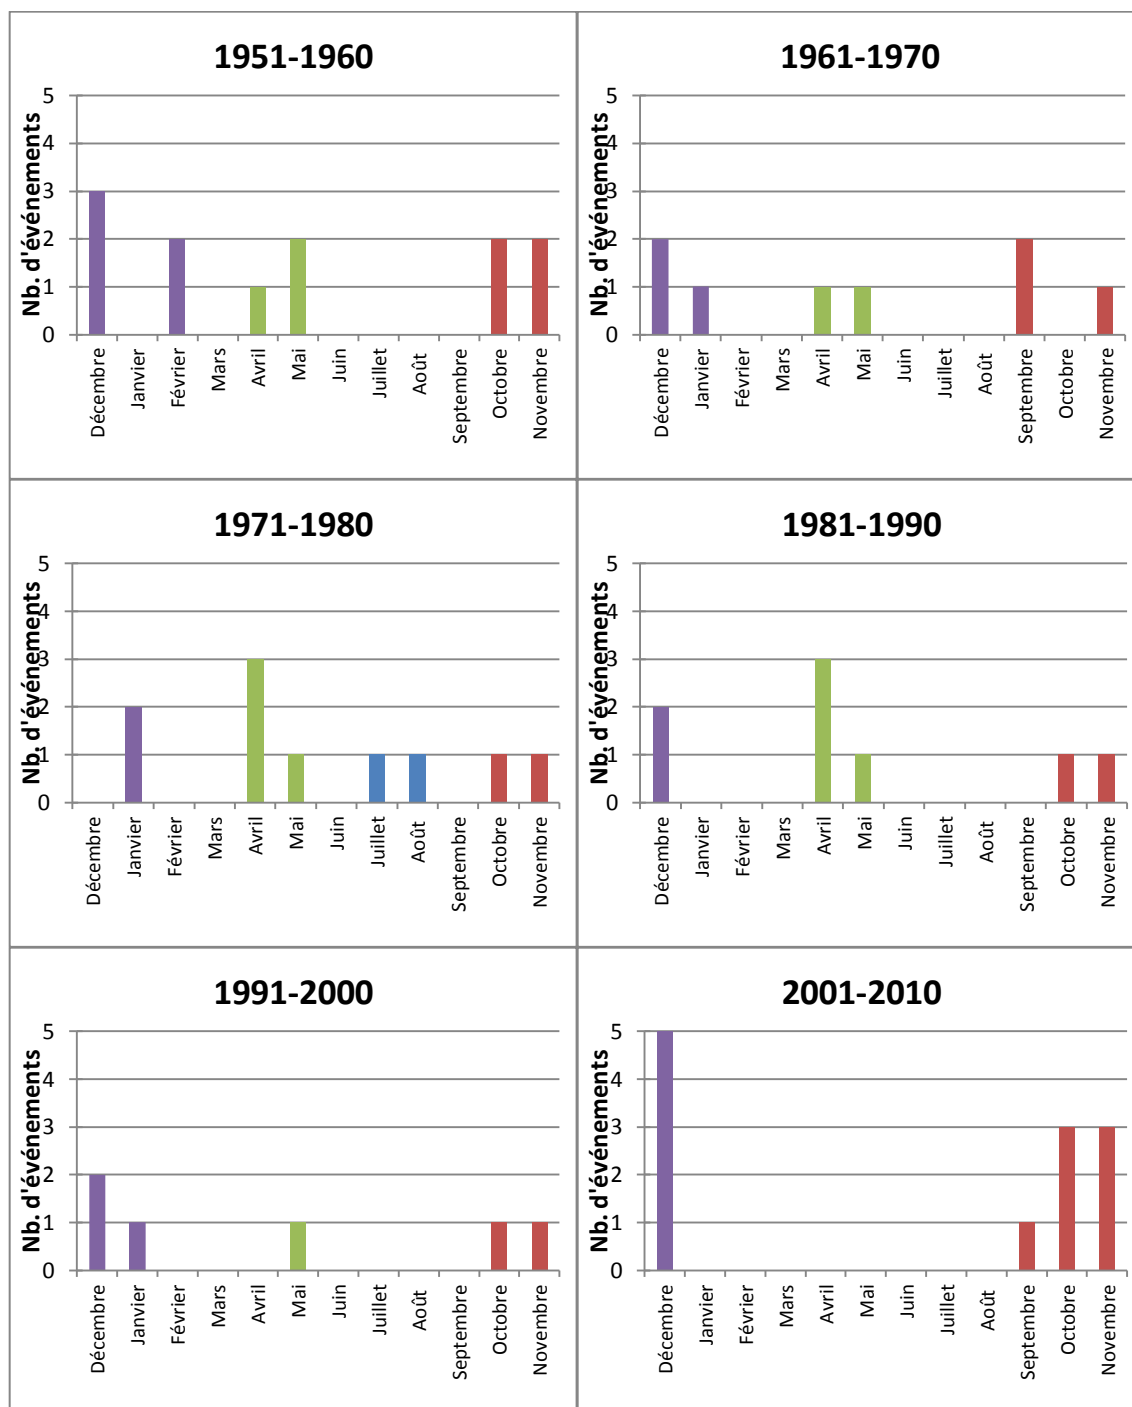 1951-1960
Nb. d'événements
5
4
3
2
1
0
Décembre
Janvier
Février
Mars
Avril
Mai
Juin
Juillet
Août
Septembre
Octobre
Novembre
1961-1970
Nb. d'événements
5
4
3
2
1
0
Décembre
Janvier
Février
Mars
Avril
Mai
Juin
Juillet
Août
Septembre
Octobre
Novembre
1971-1980
Nb. d'événements
5
4
3
2
1
0
Décembre
Janvier
Février
Mars
Avril
Mai
Juin
Juillet
Août
Septembre
Octobre
Novembre
1981-1990
Nb. d'événements
5
4
3
2
1
0
Décembre
Janvier
Février
Mars
Avril
Mai
Juin
Juillet
Août
Septembre
Octobre
Novembre
1991-2000
Nb. d'événements
5
4
3
2
1
0
Décembre
Janvier
Février
Mars
Avril
Mai
Juin
Juillet
Août
Septembre
Octobre
Novembre
2001-2010
Nb. d'événements
5
4
3
2
1
0
Décembre
Janvier
Février
Mars
Avril
Mai
Juin
Juillet
Août
Septembre
Octobre
Novembre